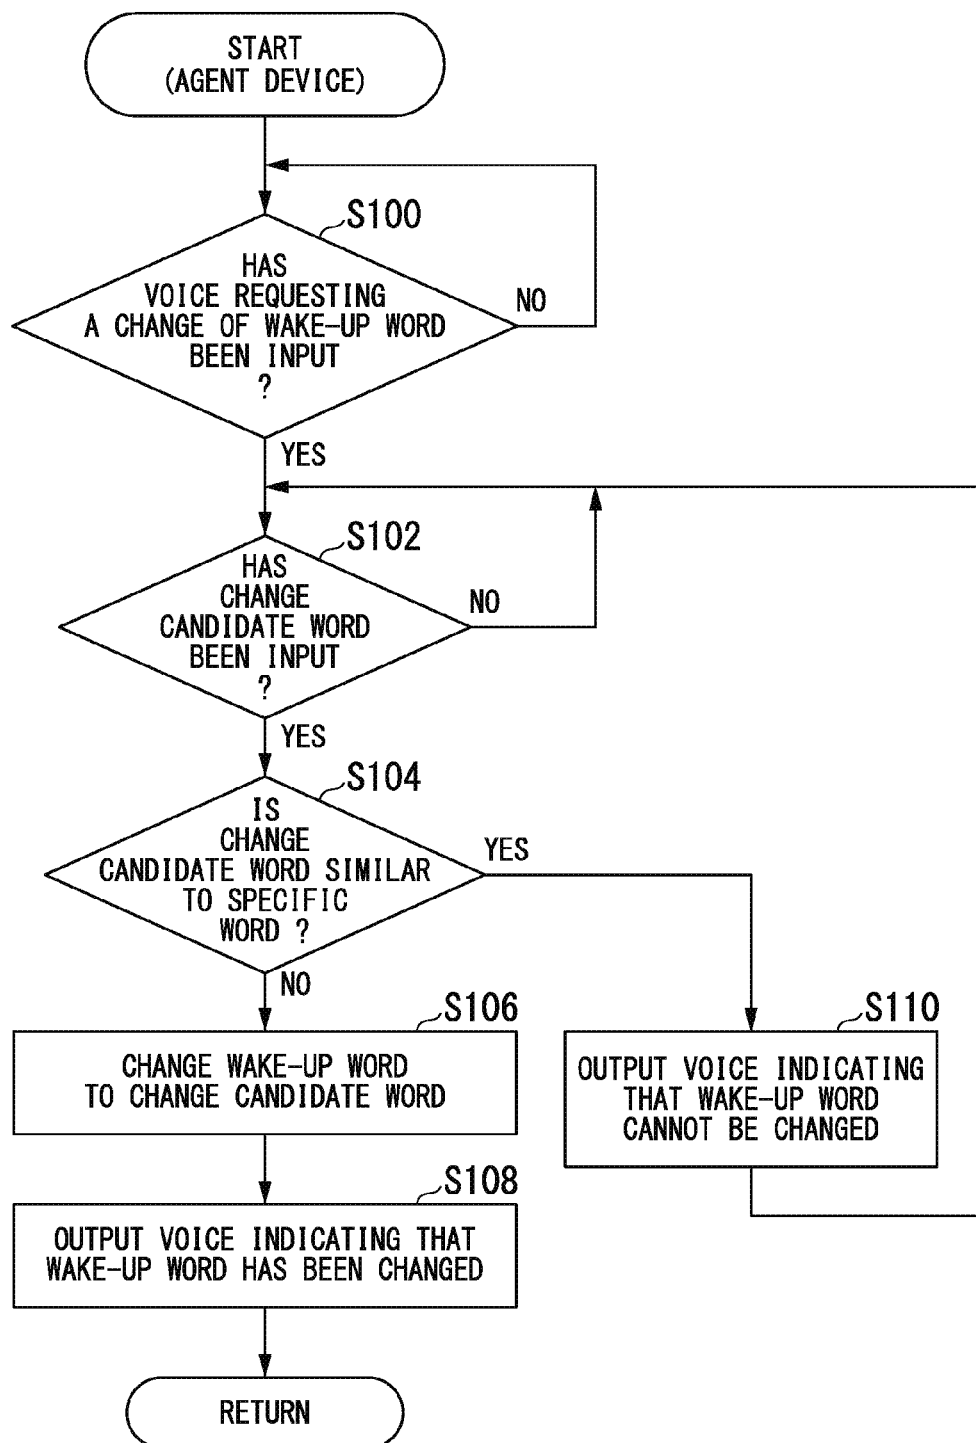 START
(AGENT DEVICE)
S100
HAS
VOICE REQUESTING
A CHANGE OF WAKE-UP WORD
BEEN INPUT
?
NO
YES
S102
HAS
CHANGE
CANDIDATE WORD
BEEN INPUT
?
NO
YES
S104
IS
CHANGE
CANDIDATE WORD SIMILAR
TO SPECIFIC
WORD ?
YES
NO
S106
CHANGE WAKE-UP WORD
TO CHANGE CANDIDATE WORD
S110
OUTPUT VOICE INDICATING
THAT WAKE-UP WORD
CANNOT BE CHANGED
S108
OUTPUT VOICE INDICATING THAT
WAKE-UP WORD HAS BEEN CHANGED
RETURN